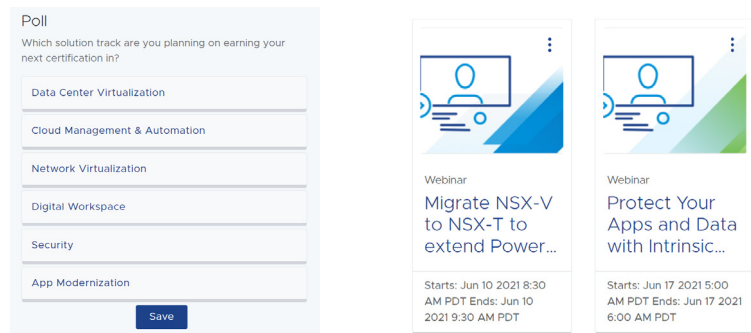 Poll
Which solution track are you planning on earning your
next certification in?
Data Center Virtualization
Cloud Management & Automation
Network Virtualization
Digital Workspace
Security
App Modernization
Save
Webinar
Migrate NSX-V
to NSX-T to
extend Power...
Starts: Jun 10 2021 8:30
AM PDT Ends: Jun 10
2021 9:30 AM PDT
Webinar
Protect Your
Apps and Data
with Intrinsic...
Starts: Jun 17 2021 5:00
AM PDT Ends: Jun 17 2021
6:00 AM PDT